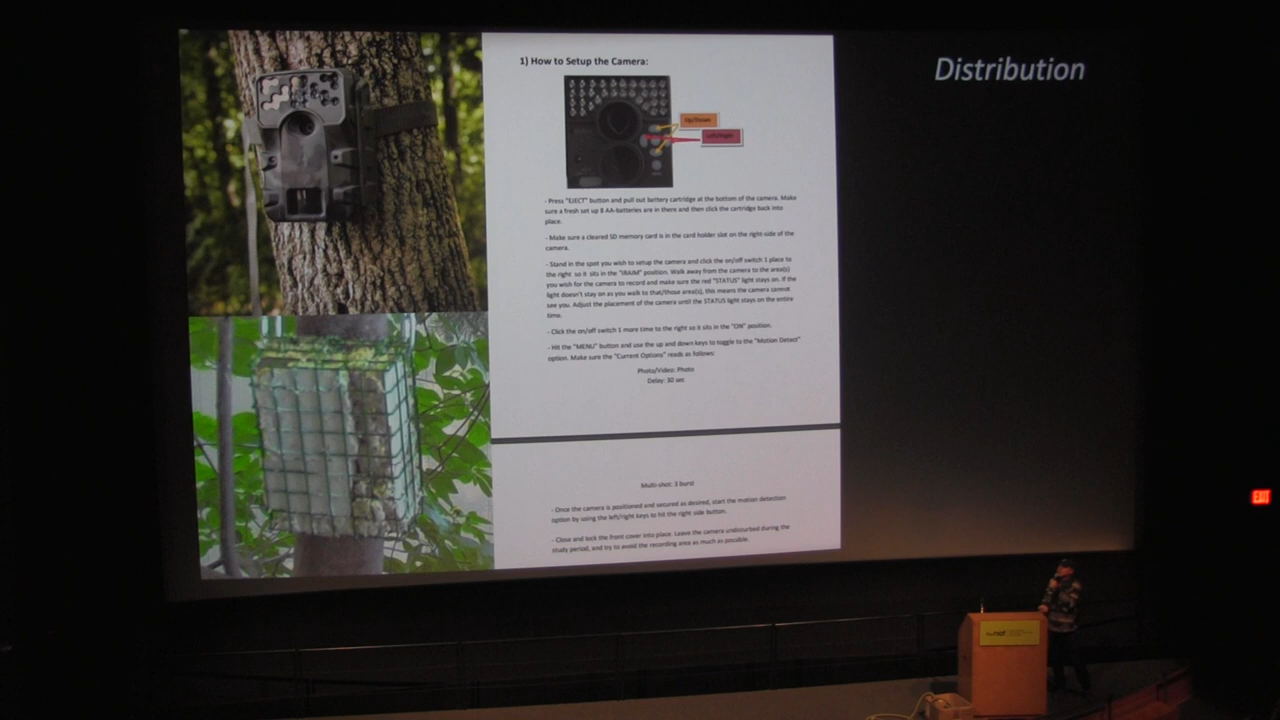 Distribution
1) How to Setup the Camera:
Up/Down
Left/Right
- Press "EJECT" button and pull out battery cartridge at the bottom of the camera. Make
sure a fresh set up 8 AA-batteries are in there and then click the cartridge back into
place.
- Make sure a cleared SD memory card is in the card holder slot on the right-side of the
camera.
- Stand in the spot you wish to setup the camera and click the on/off switch 1 place to
the right so it sits in the "IRAIM" position. Walk away from the camera to the area(s)
you wish for the camera to record and make sure the red "STATUS" light stays on. If the
light doesn't stay on as you walk to that/those area(s), this means the camera cannot
see you. Adjust the placement of the camera until the STATUS light stays on the entire
time.
- Click the on/off switch 1 more time to the right so it sits in the "ON" position.
- Hit the "MENU" button and use the up and down keys to toggle to the "Motion Detect"
option. Make sure the "Current Options" reads as follows:
Photo/Video: Photo
Delay: 30 sec
Multi-shot: 3 burst
- Once the camera is positioned and secured as desired, start the motion detection
option by using the left/right keys to hit the right side button.
- Close and lock the front cover into place. Leave the camera undisturbed during the
study period, and try to avoid the recording area as much as possible.
EXIT
nat